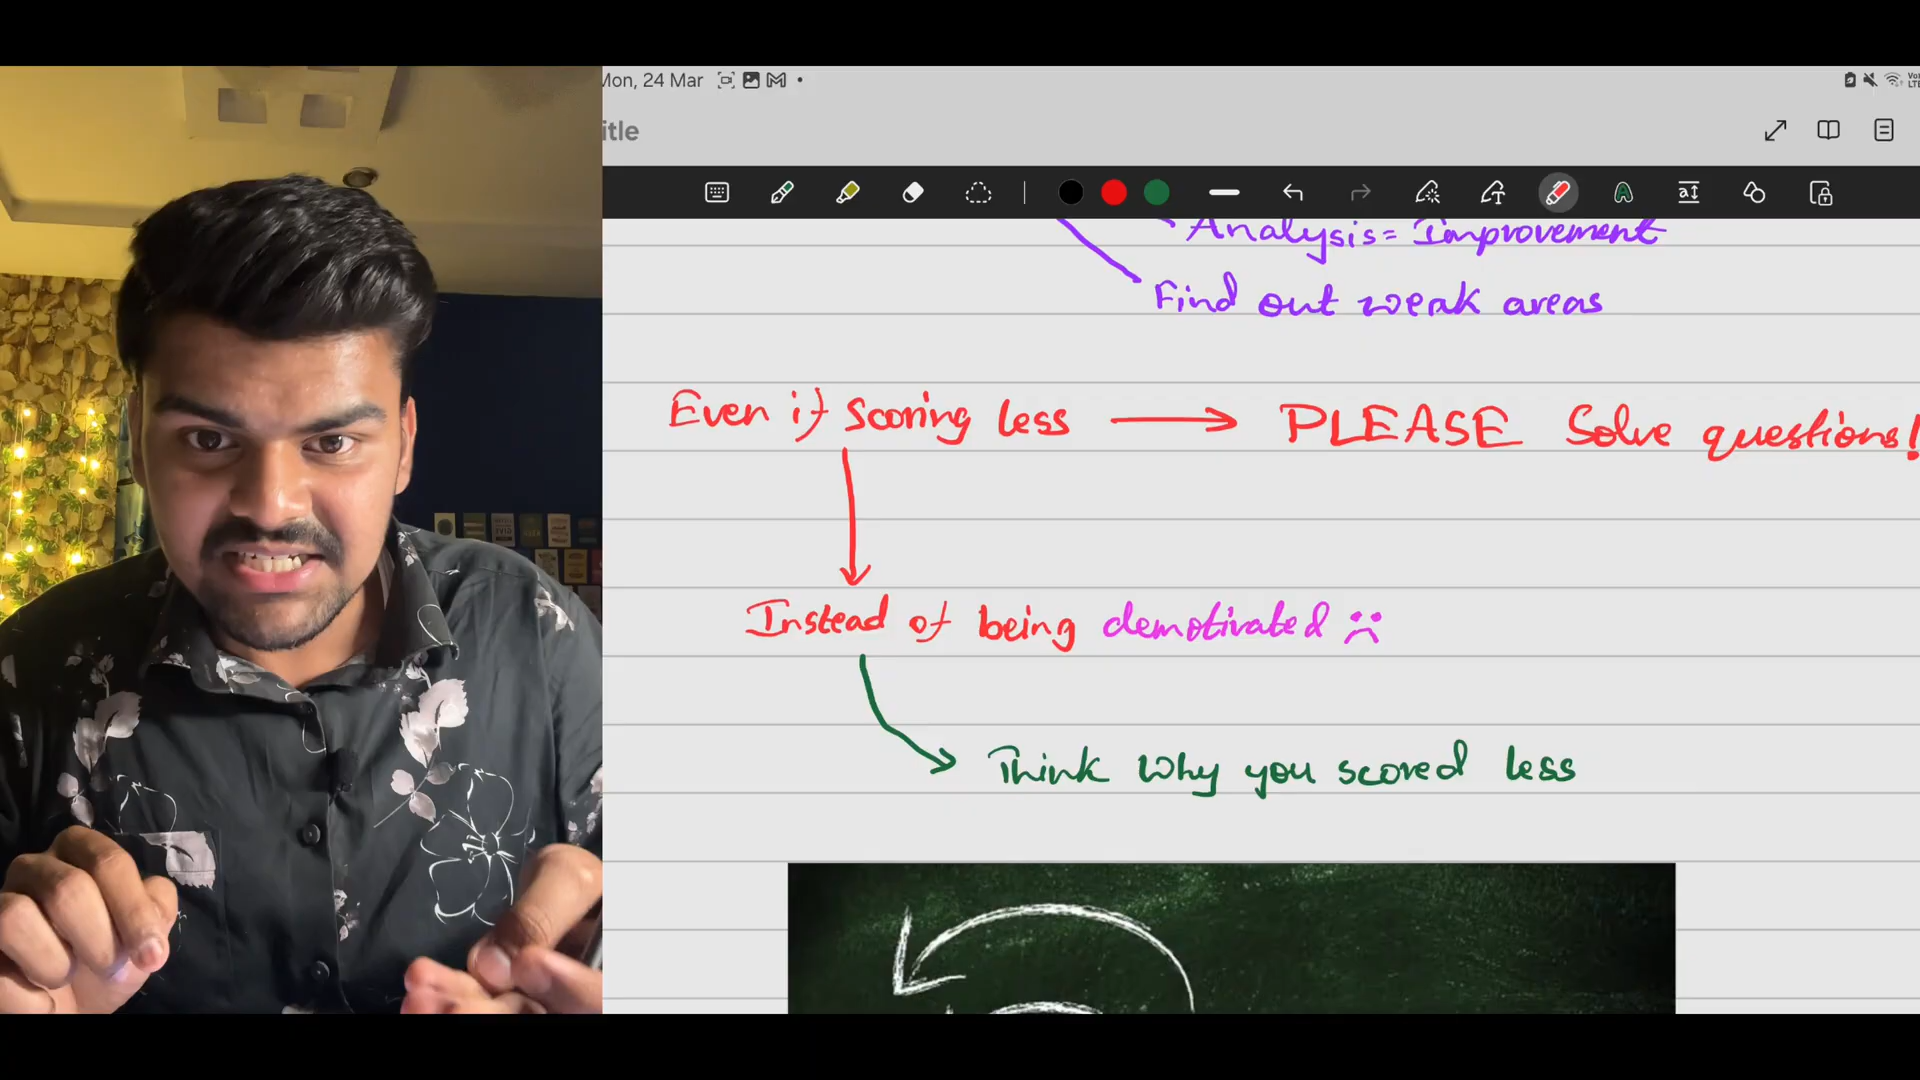 Mon, 24 Mar
itle
Analysis = Improvement
Find out weak areas
Even if scoring less → PLEASE Solve questions!
Instead of being demotivated
Think why you scored less